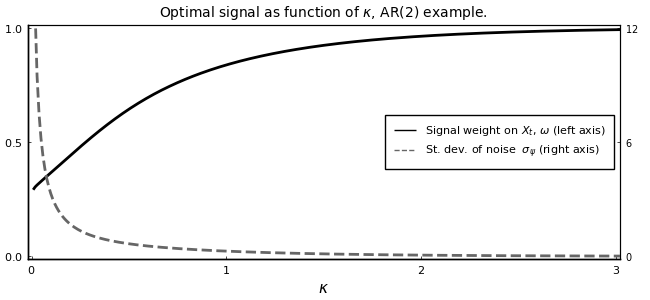 Optimal signal as function of κ, AR(2) example.
1.0
0.5
0.0
12
6
0
Signal weight on X_t, ω (left axis)
St. dev. of noise σ_ψ (right axis)
0 1 2 3
κ